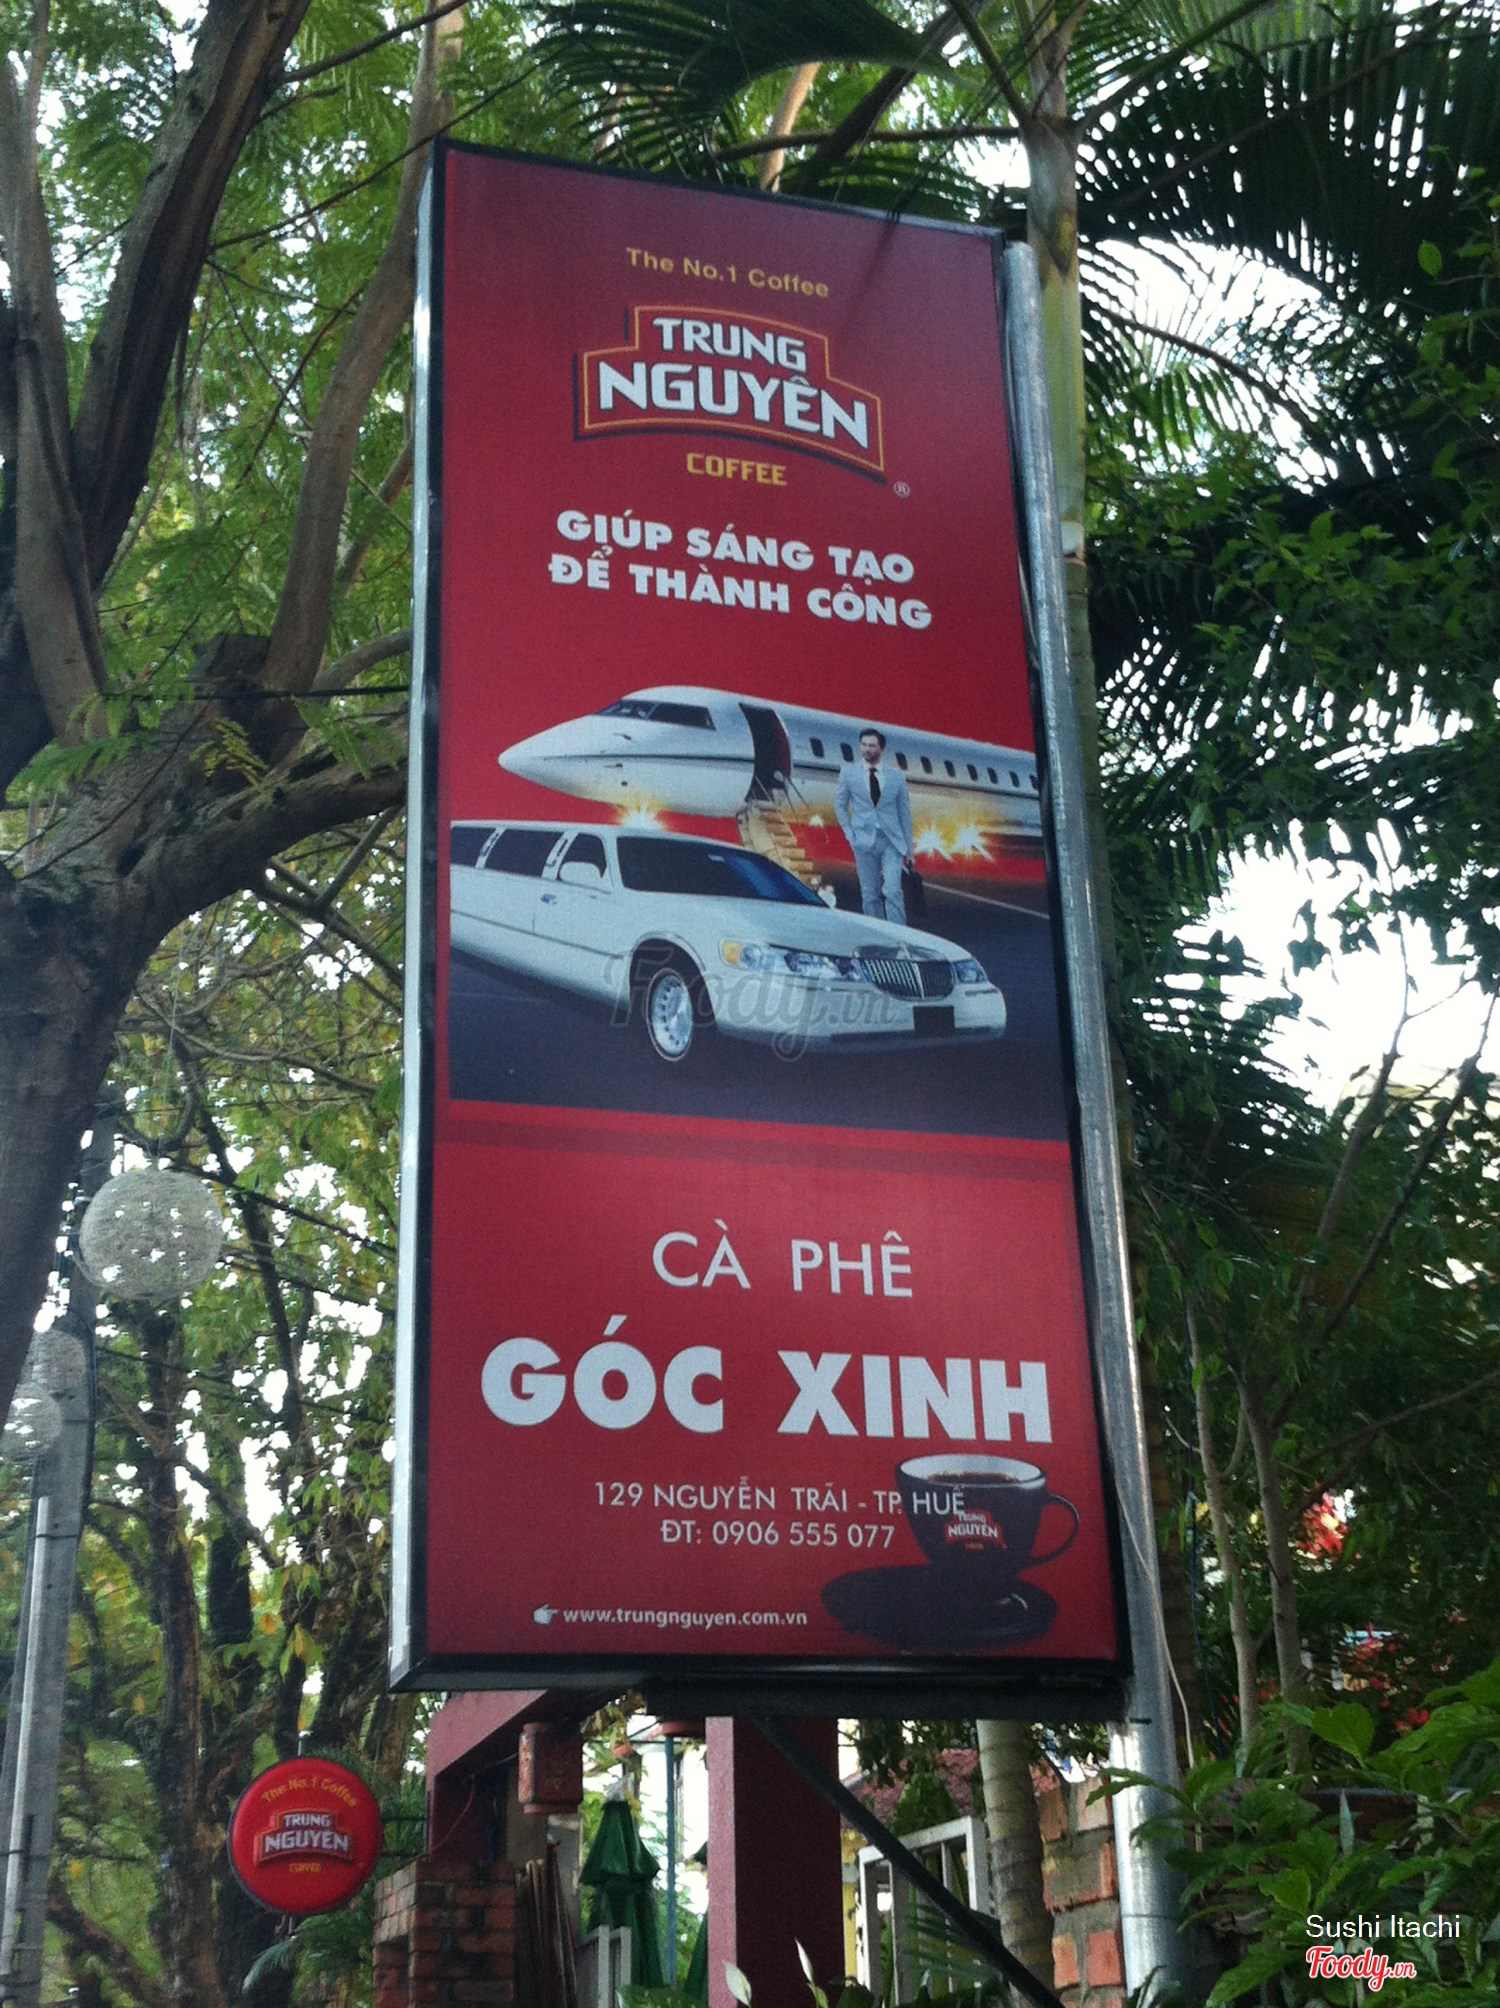 The No.1 Coffee
TRUNG
NGUYÊN
COFFEE
®
GIÚP SÁNG TẠO
ĐỂ THÀNH CÔNG
Foody.vn
CÀ PHÊ
GÓC XINH
129 NGUYỄN TRÃI - TP. HUẾ
ĐT: 0906 555 077
TRUNG
NGUYÊN
www.trungnguyen.com.vn
The No.1 Coffee
TRUNG
NGUYÊN
COFFEE
Sushi Itachi
Foody.vn